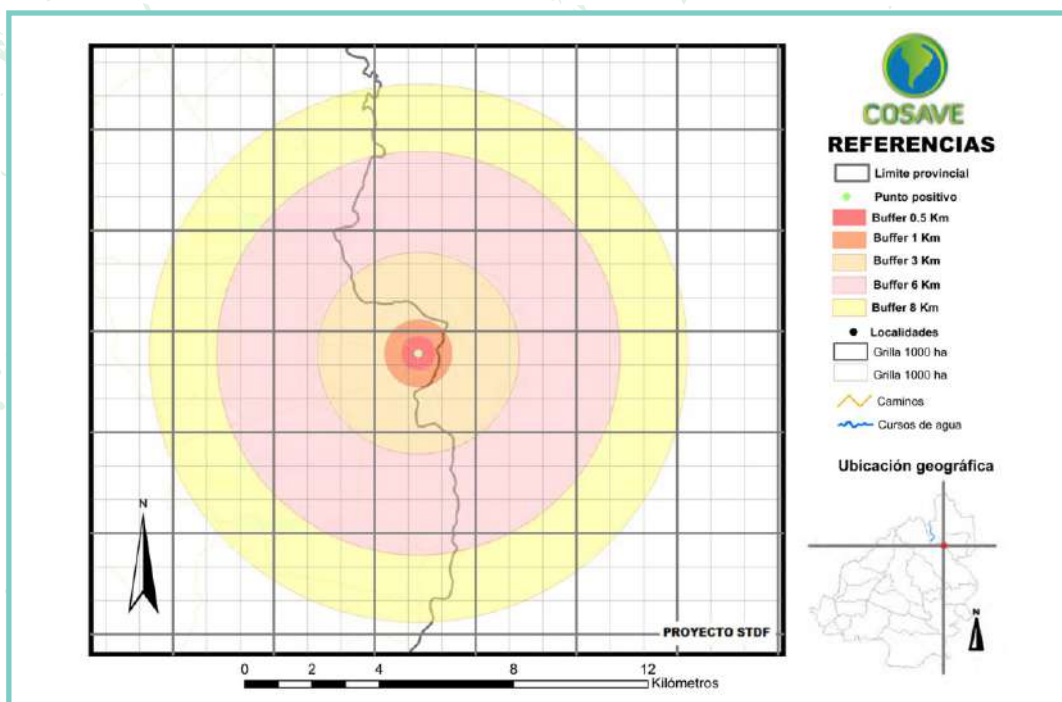 COSAVE
REFERENCIAS
Límite provincial
Punto positivo
Buffer 0.5 Km
Buffer 1 Km
Buffer 3 Km
Buffer 6 Km
Buffer 8 Km
Localidades
Grilla 1000 ha
Grilla 1000 ha
Caminos
Cursos de agua
Ubicación geográfica
N
N
PROYECTO STDF
0 2 4 8 12
Kilómetros